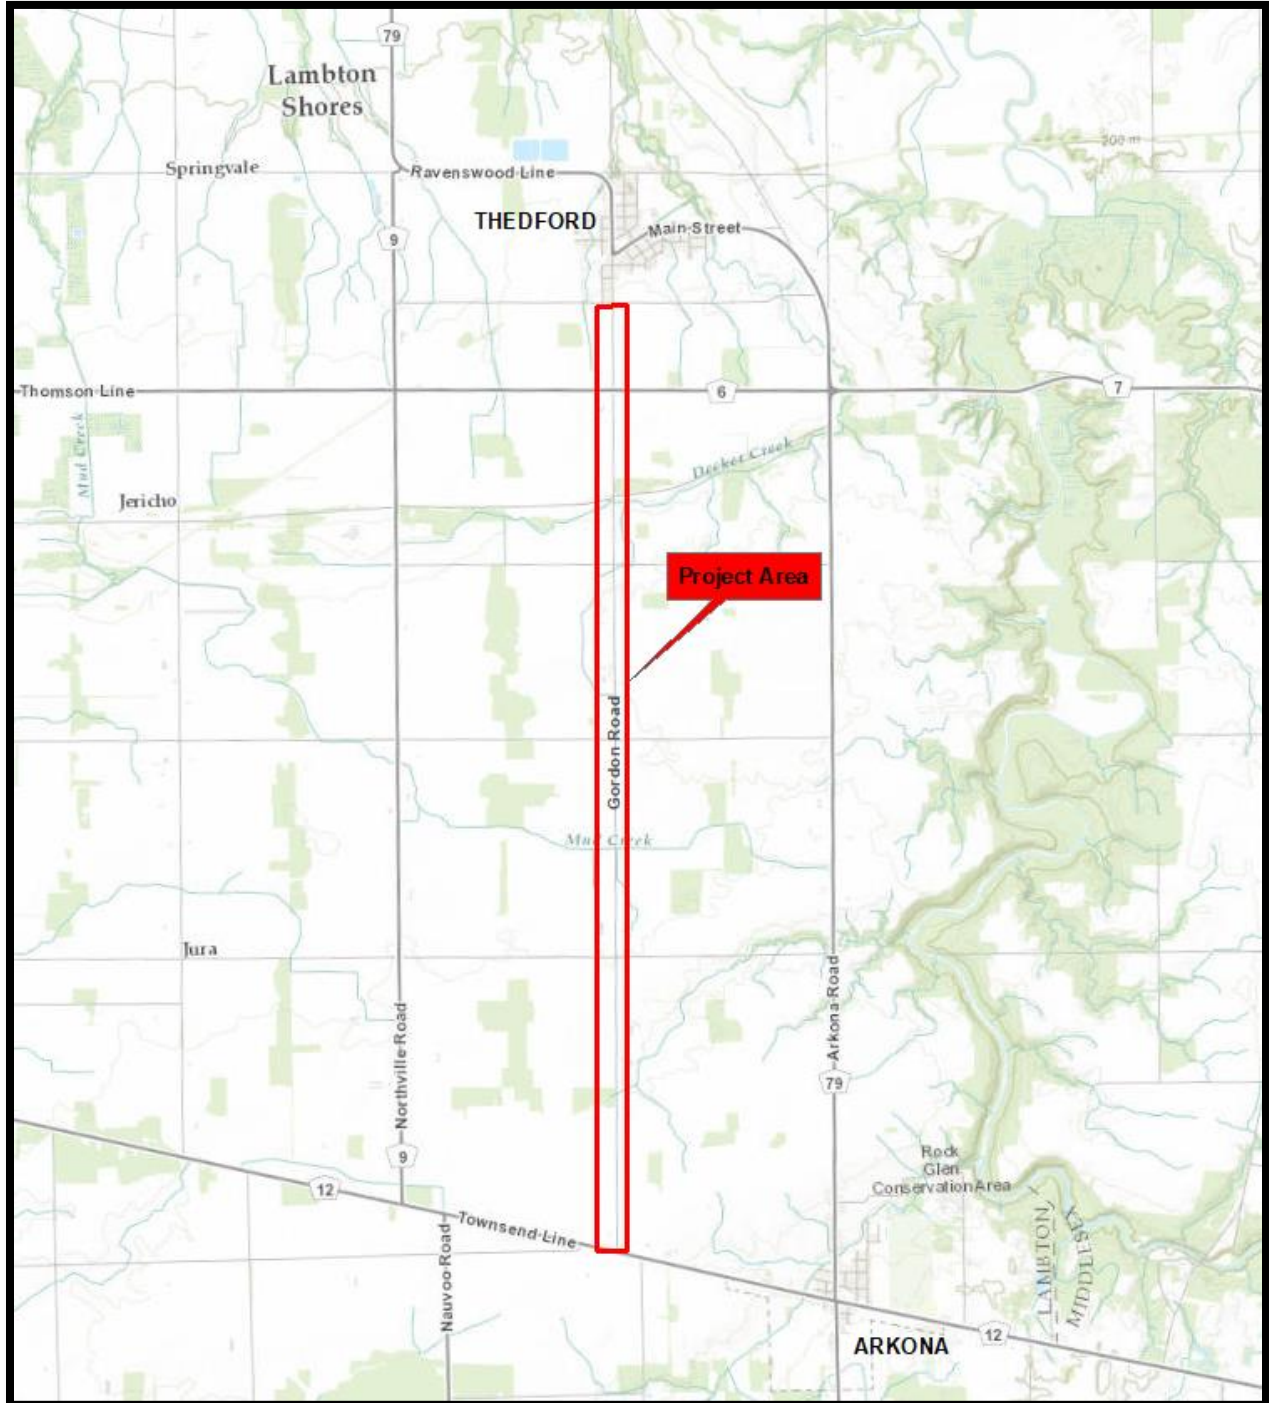 79
Lambton
Shores
200 m
Springvale
Ravenswood Line
THEDFORD
Main Street
9
Thomson Line
6
7
Mud Creek
Decker Creek
Jericho
Project Area
Gordon Road
Mud Creek
Jura
Northville Road
Arkona Road
79
9
Rock
Glen
Conservation Area
12
Townsend Line
Nauvoo Road
LAMBTON
MIDDLESEX
12
ARKONA